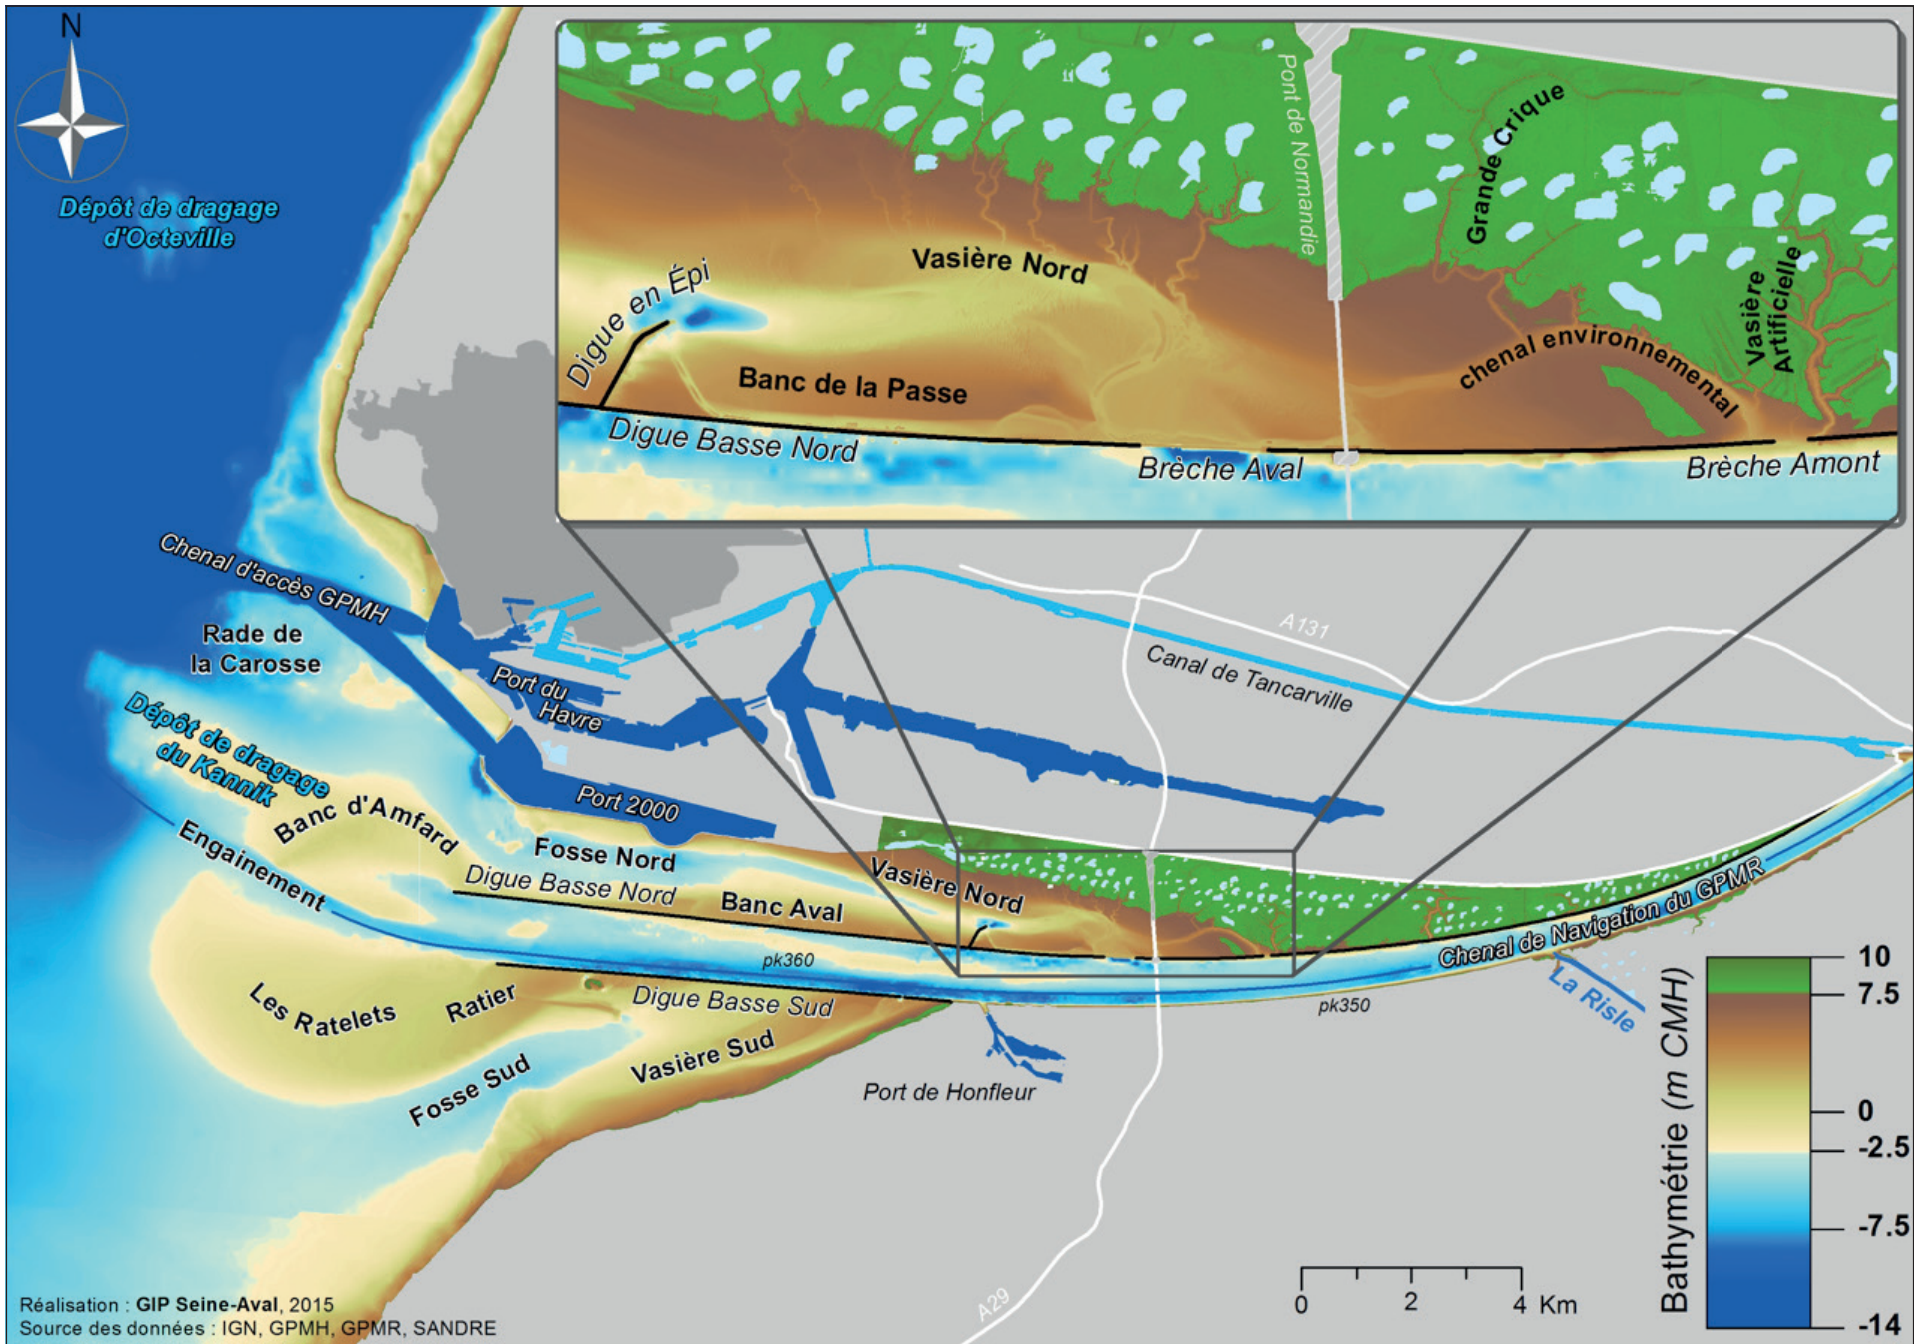 N
Dépôt de dragage
d'Octeville
Pont de Normandie
Grande Crique
Vasière Nord
Digue en Épi
Vasière
Artificielle
chenal environnemental
Banc de la Passe
Digue Basse Nord
Brèche Aval
Brèche Amont
Chenal d'accès GPMH
Rade de
la Carosse
A131
Canal de Tancarville
Port du
Havre
Dépôt de dragage
du Kannik
Port 2000
Banc d'Amfard
Engainement
Fosse Nord
Vasière Nord
Digue Basse Nord
Banc Aval
Chenal de Navigation du GPMR
pk360
Les Ratelets
Ratier
Digue Basse Sud
pk350
La Risle
Vasière Sud
Fosse Sud
Port de Honfleur
A29
Bathymétrie (m CMH)
10
7.5
0
-2.5
-7.5
-14
0 2 4 Km
Réalisation : GIP Seine-Aval, 2015
Source des données : IGN, GPMH, GPMR, SANDRE